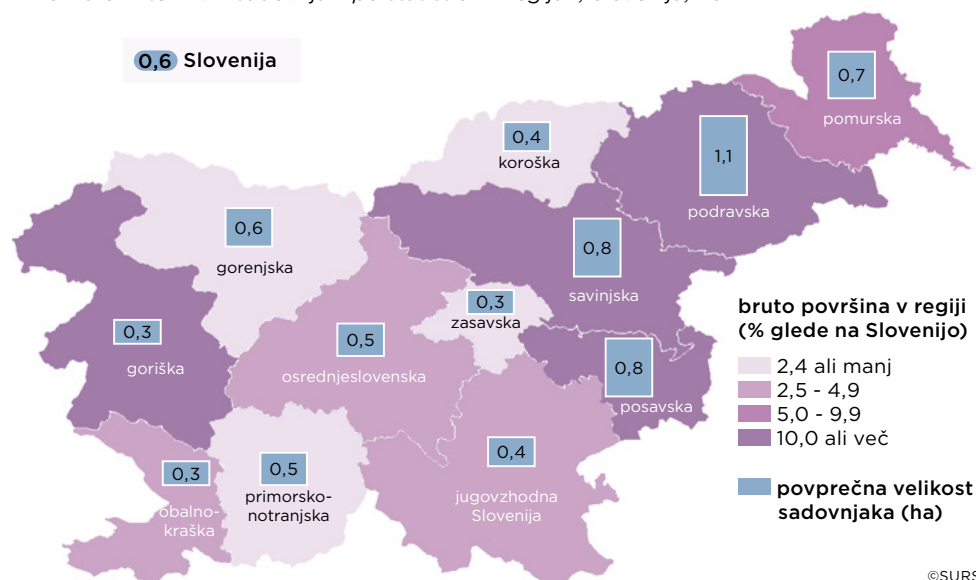 0,6 Slovenija
0,7
pomurska
0,4
koroška
1,1
podravska
0,6
gorenjska
0,8
savinjska
0,3
zasavska
0,3
goriška
0,5
osrednjeslovenska
0,8
posavska
0,3
obalno-
kraška
0,5
primorsko-
notranjska
0,4
jugovzhodna
Slovenija
bruto površina v regiji
(% glede na Slovenijo)
2,4 ali manj
2,5 - 4,9
5,0 - 9,9
10,0 ali več
povprečna velikost
sadovnjaka (ha)
©SURS